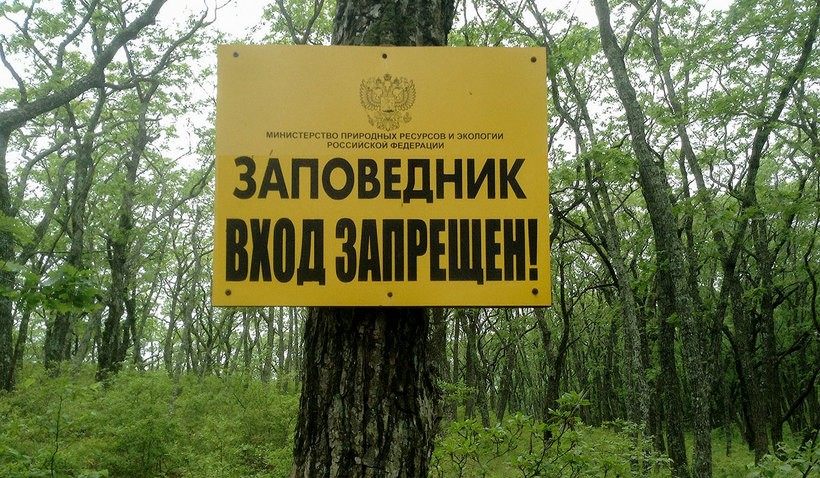 МИНИСТЕРСТВО ПРИРОДНЫХ РЕСУРСОВ И ЭКОЛОГИИ
РОССИЙСКОЙ ФЕДЕРАЦИИ
ЗАПОВЕДНИК
ВХОД ЗАПРЕЩЕН!